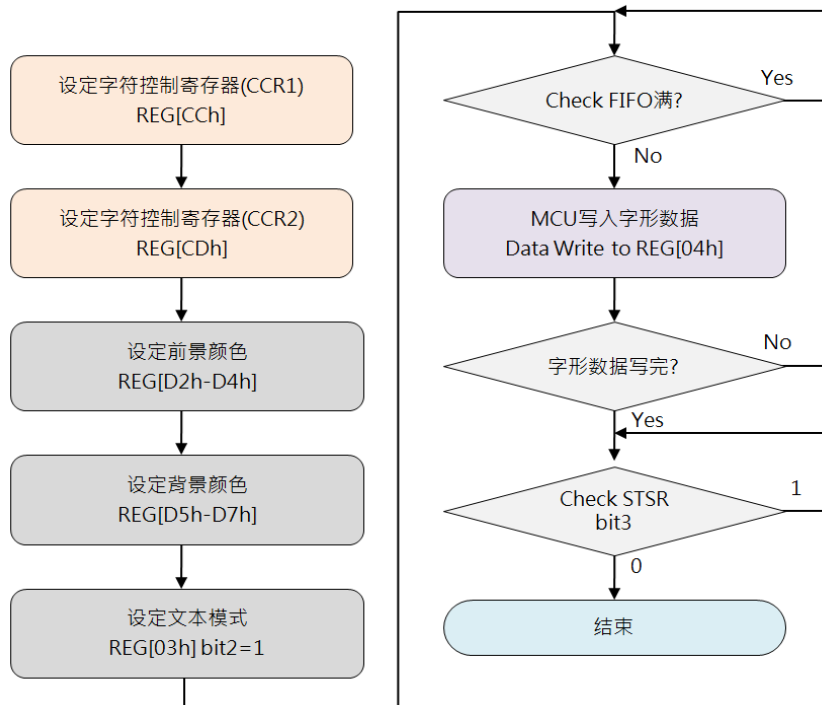 设定字符控制寄存器(CCR1)
REG[CCh]
设定字符控制寄存器(CCR2)
REG[CDh]
设定前景颜色
REG[D2h-D4h]
设定背景颜色
REG[D5h-D7h]
设定文本模式
REG[03h] bit2=1
Check FIFO满?
Yes
No
MCU写入字形数据
Data Write to REG[04h]
字形数据写完?
No
Yes
Check STSR
bit3
1
0
结束